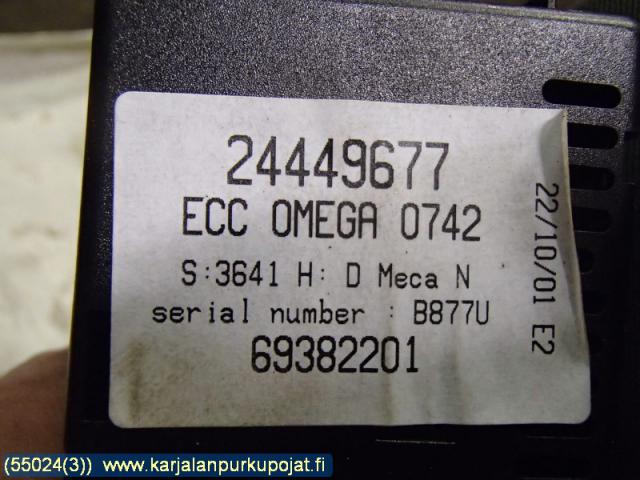 24449677
ECC OMEGA 0742
S:3641 H: D Meca N
serial number : B877U
69382201
22/10/01 E2
(55024(3)) www.karjalanpurkupojat.fi